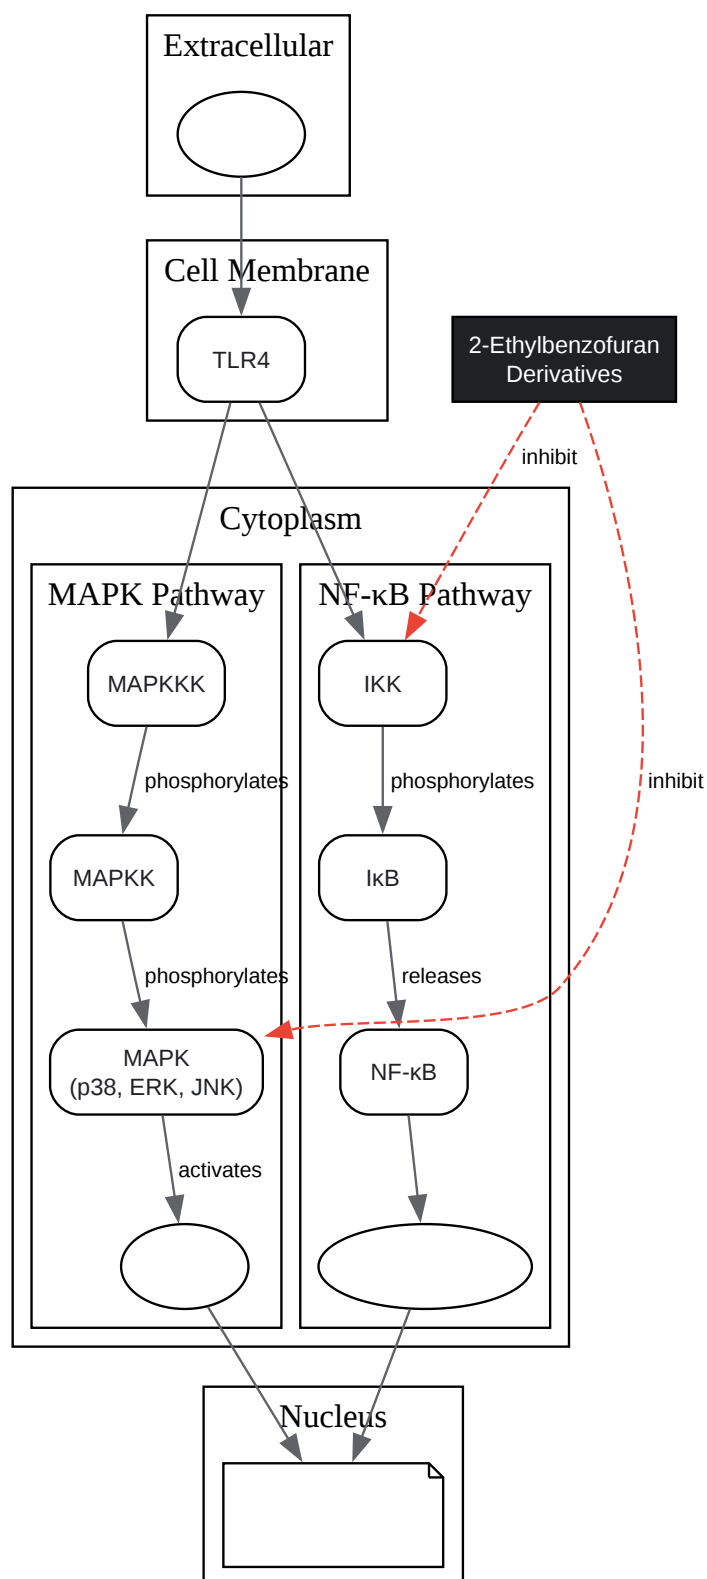 Extracellular
Cell Membrane
TLR4
2-Ethylbenzofuran
Derivatives
inhibit
Cytoplasm
MAPK Pathway
NF-κB Pathway
MAPKKK
IKK
phosphorylates
phosphorylates
inhibit
MAPKK
IκB
phosphorylates
releases
MAPK
(p38, ERK, JNK)
NF-κB
activates
Nucleus